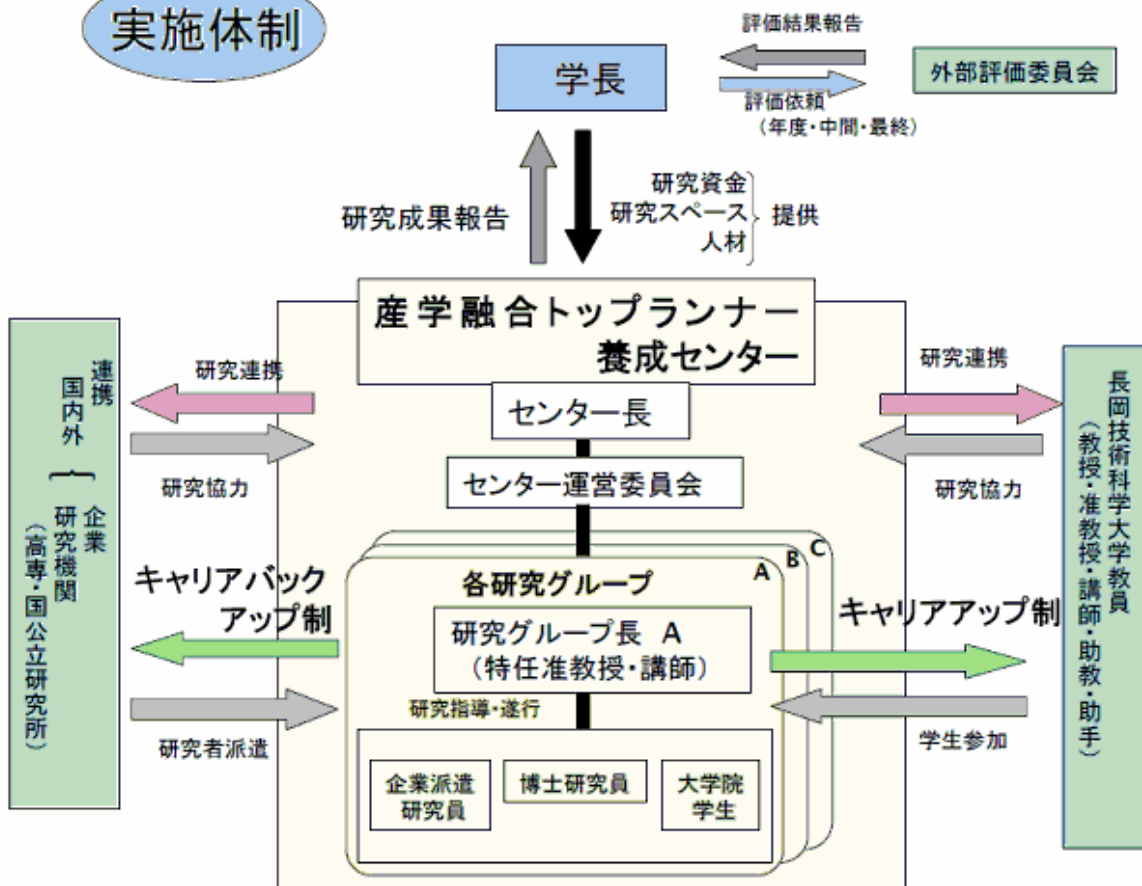 実施体制
学長
評価結果報告
評価依頼
（年度・中間・最終）
外部評価委員会
研究成果報告
研究資金
研究スペース
人材
提供
産学融合トップランナー
養成センター
センター長
センター運営委員会
連携
国内外
企業
研究機関
（高専・国公立研究所）
研究連携
研究協力
キャリアバック
アップ制
研究者派遣
各研究グループ
A
B
C
研究グループ長 A
（特任准教授・講師）
研究指導・遂行
企業派遣
研究員
博士研究員
大学院
学生
研究連携
研究協力
キャリアアップ制
学生参加
長岡技術科学大学教員
（教授・准教授・講師・助教・助手）